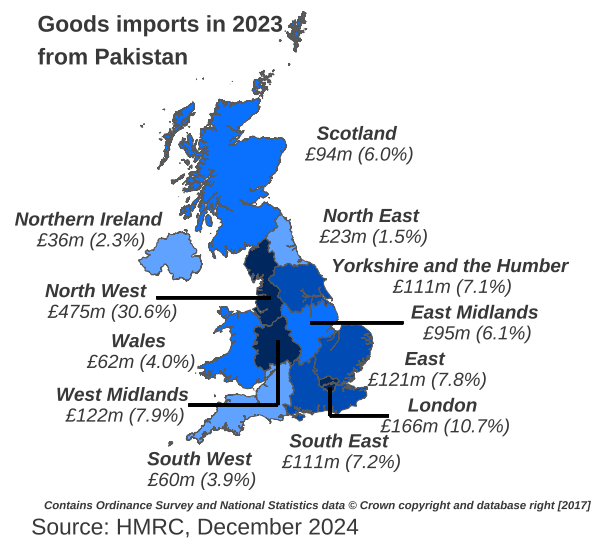 Goods imports in 2023
from Pakistan
Scotland
£94m (6.0%)
Northern Ireland
£36m (2.3%)
North East
£23m (1.5%)
Yorkshire and the Humber
£111m (7.1%)
North West
£475m (30.6%)
East Midlands
£95m (6.1%)
Wales
£62m (4.0%)
East
£121m (7.8%)
West Midlands
£122m (7.9%)
London
£166m (10.7%)
South East
£111m (7.2%)
South West
£60m (3.9%)
Contains Ordinance Survey and National Statistics data © Crown copyright and database right [2017]
Source: HMRC, December 2024